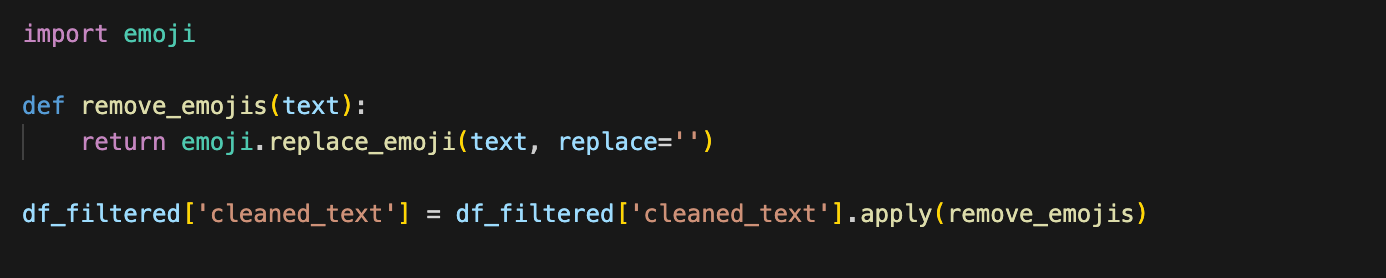 import emoji
def remove_emojis(text):
    return emoji.replace_emoji(text, replace='')
df_filtered['cleaned_text'] = df_filtered['cleaned_text'].apply(remove_emojis)